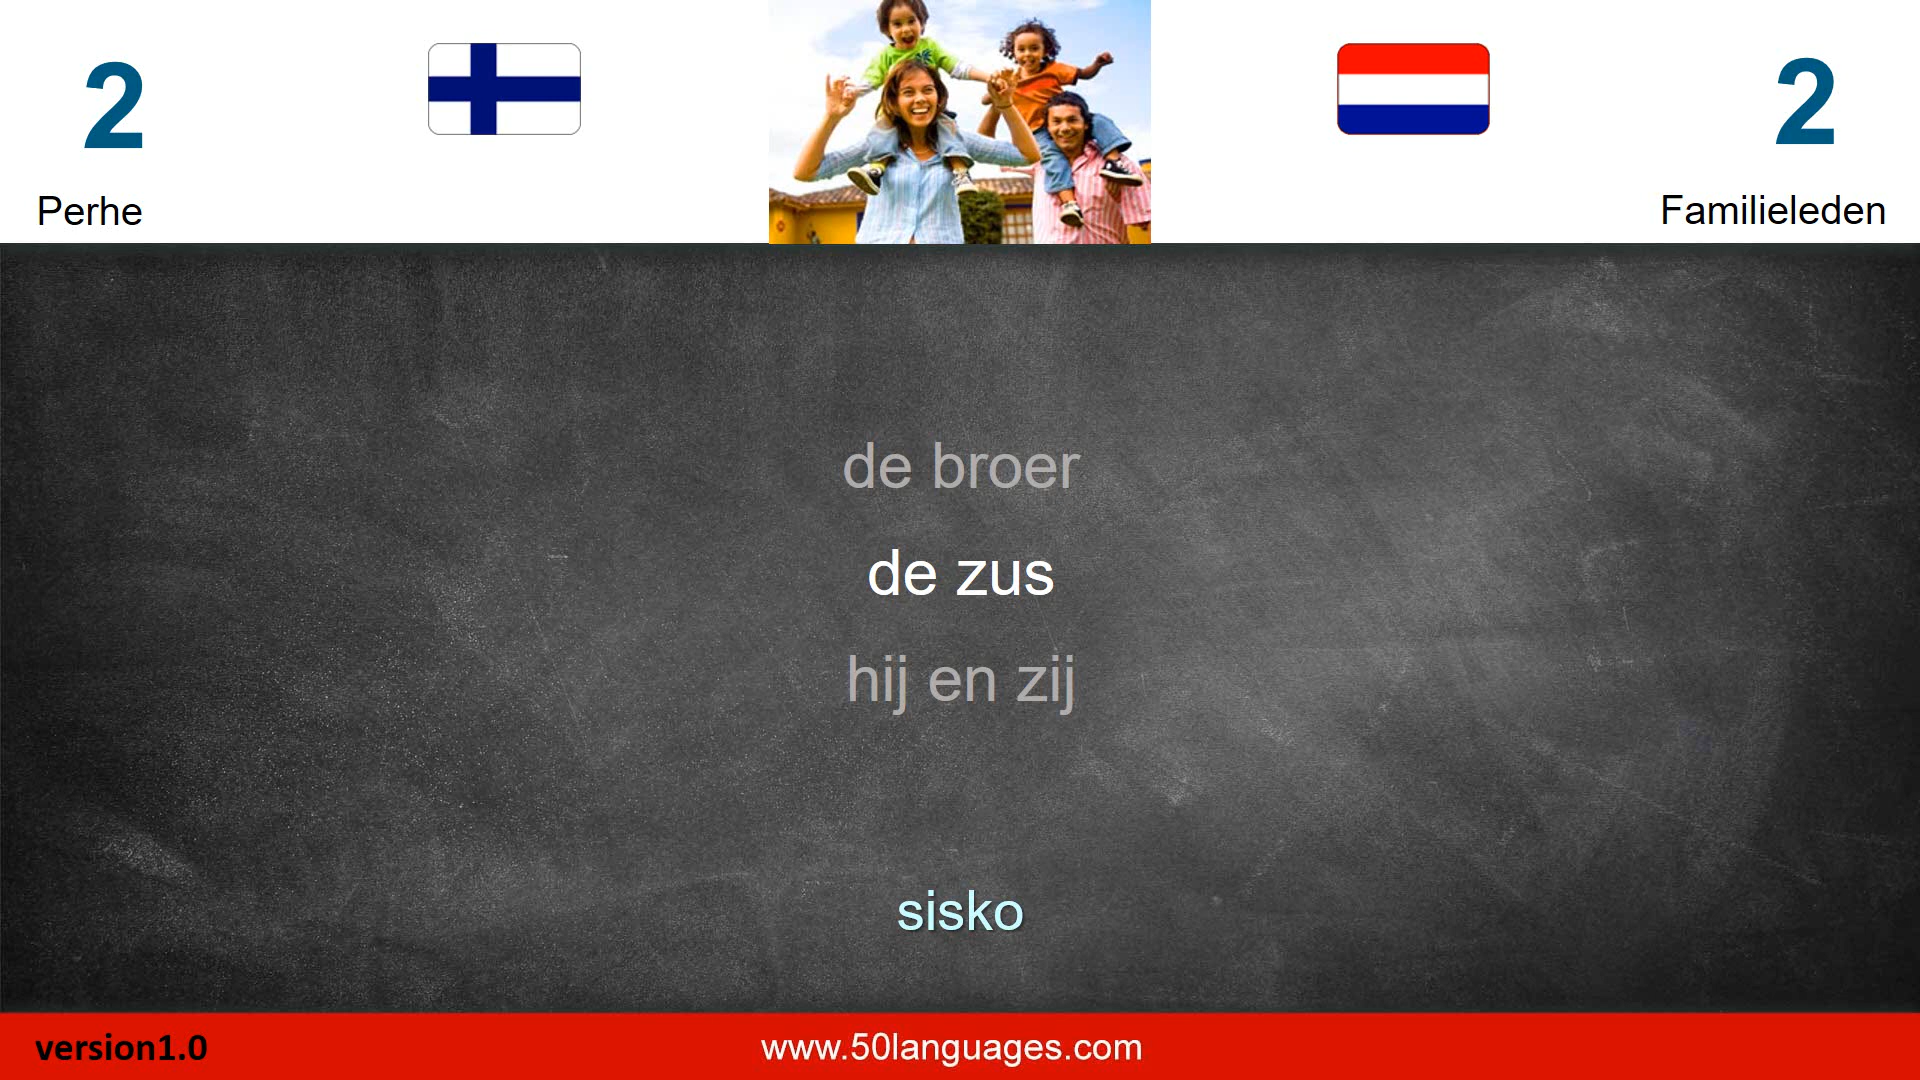 2
2
Perhe
Familieleden
de broer
de zus
hij en zij
sisko
version1.0
www.50languages.com